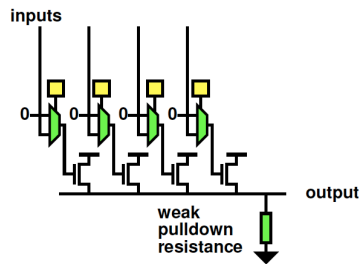 inputs
0 0 0 0
output
weak
pulldown
resistance